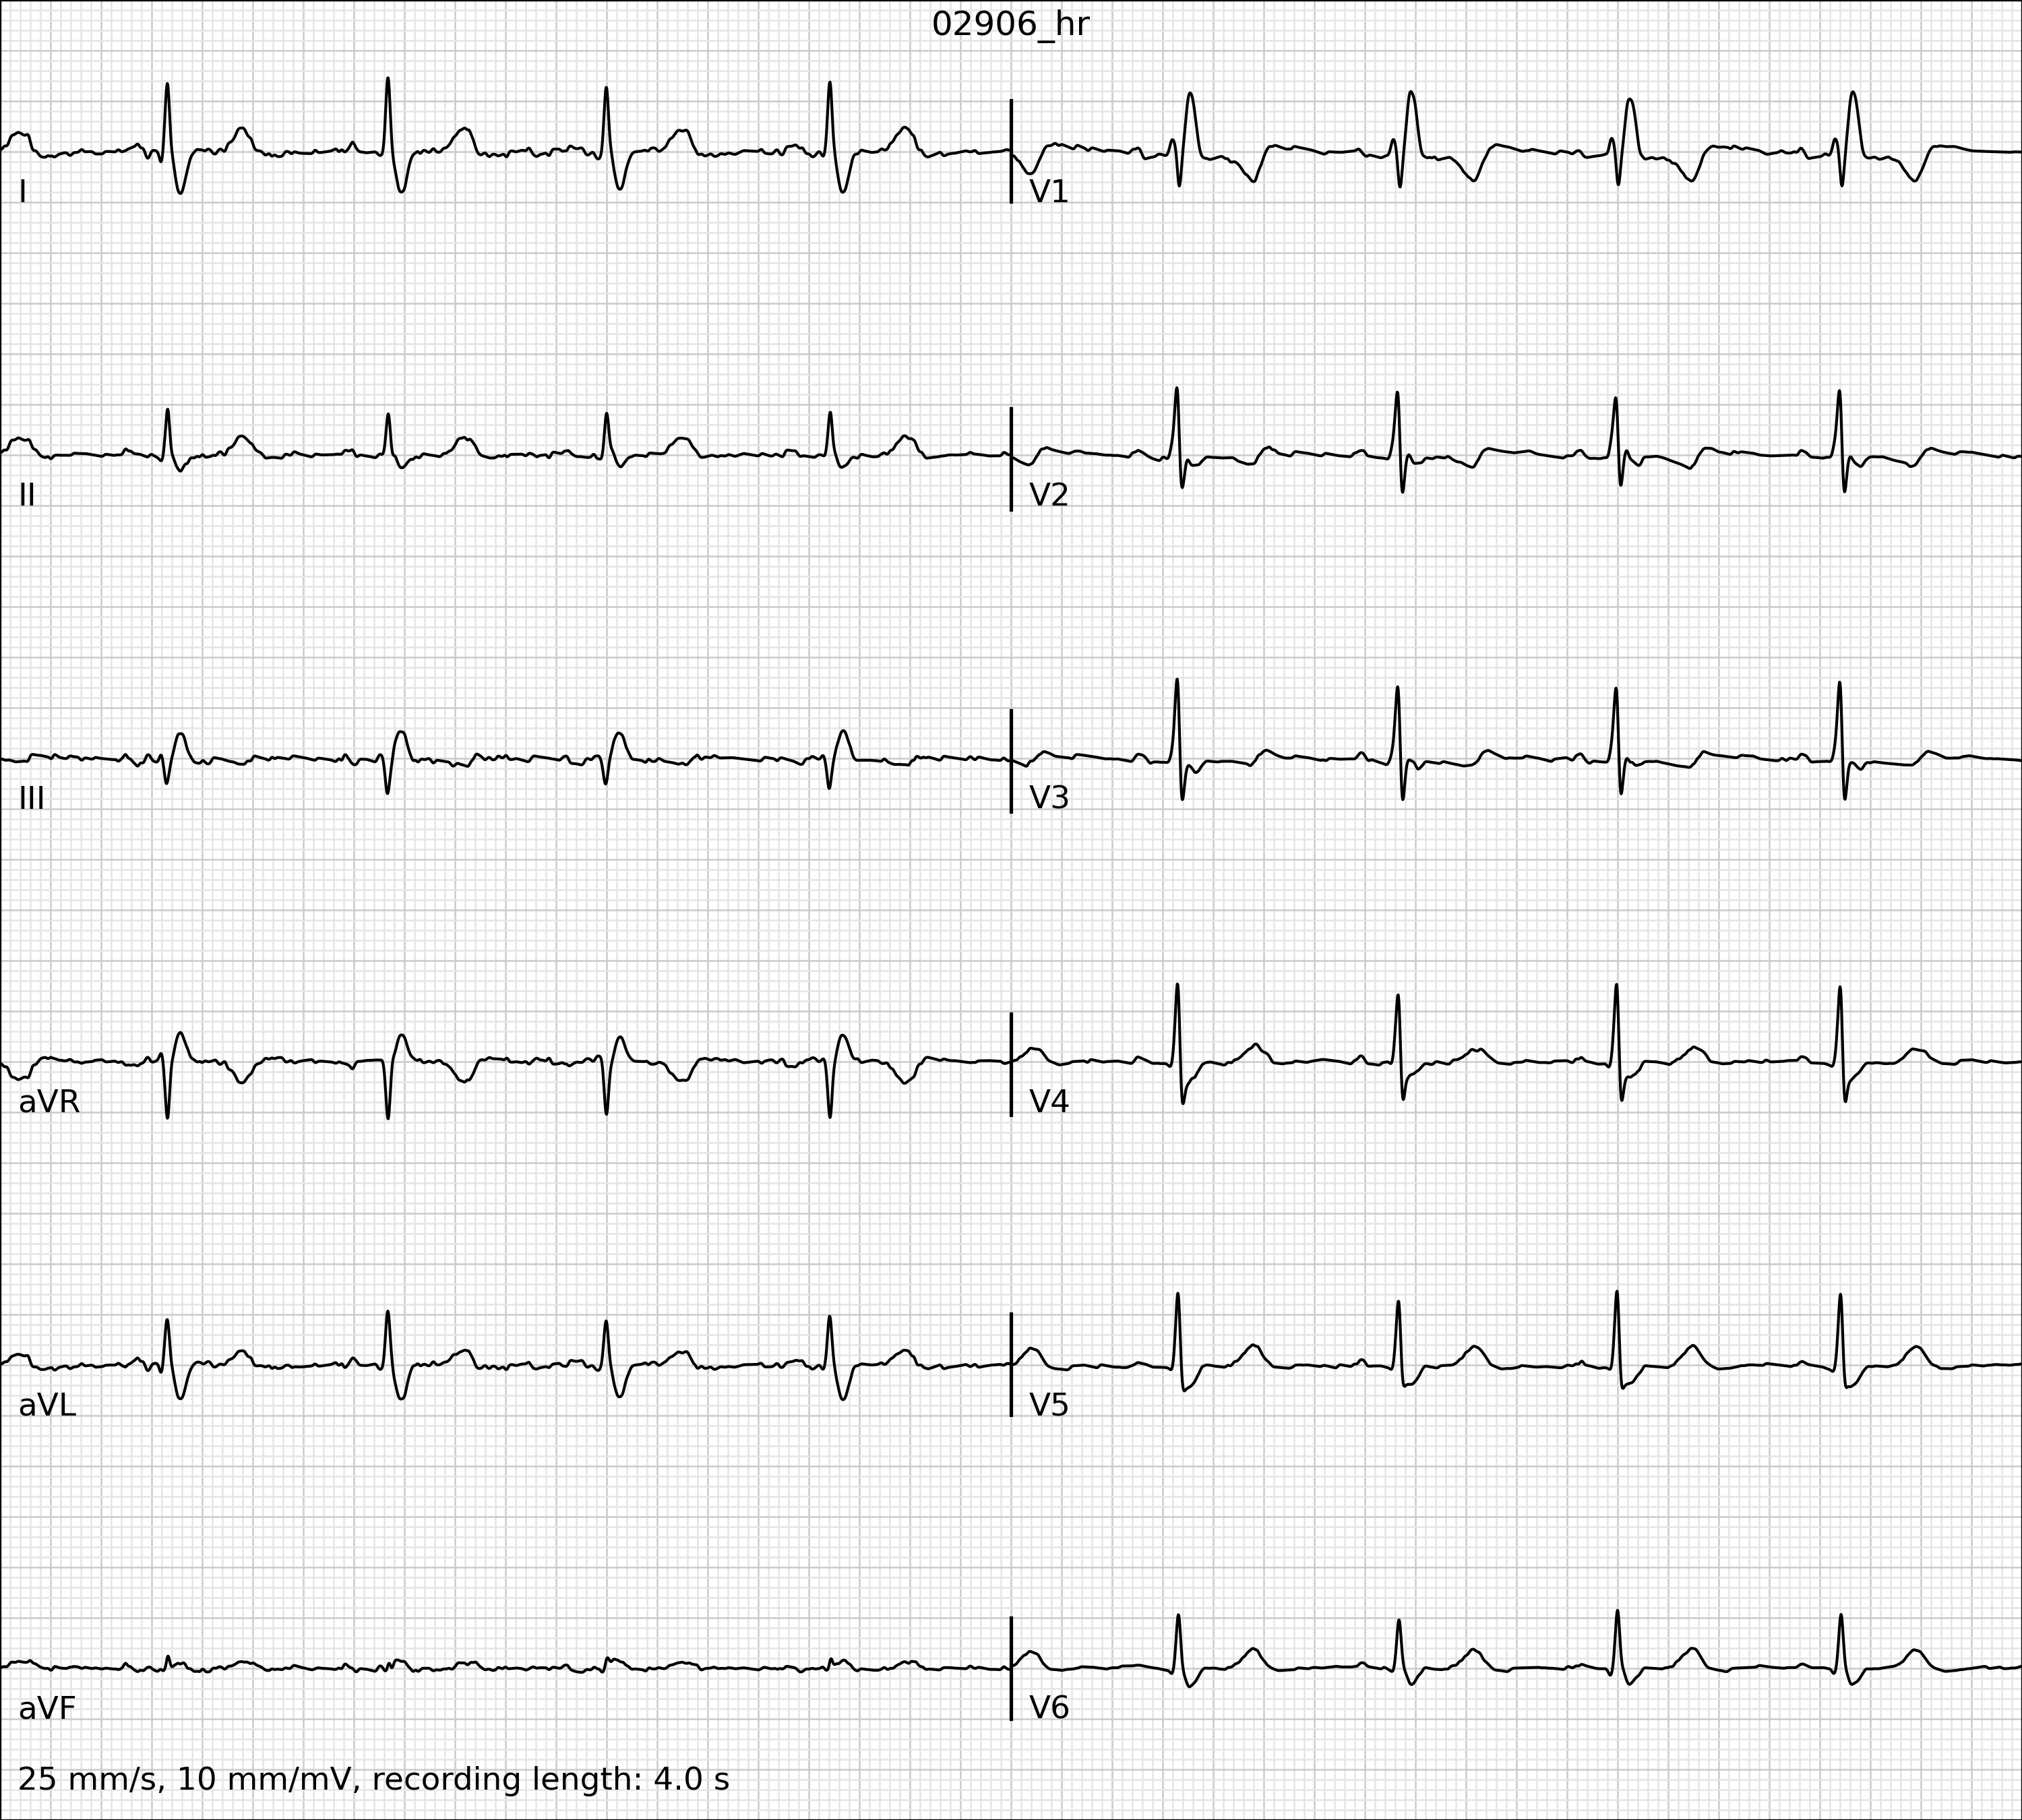 02906_hr
I
V1
II
V2
III
V3
aVR
V4
aVL
V5
aVF
V6
25 mm/s, 10 mm/mV, recording length: 4.0 s